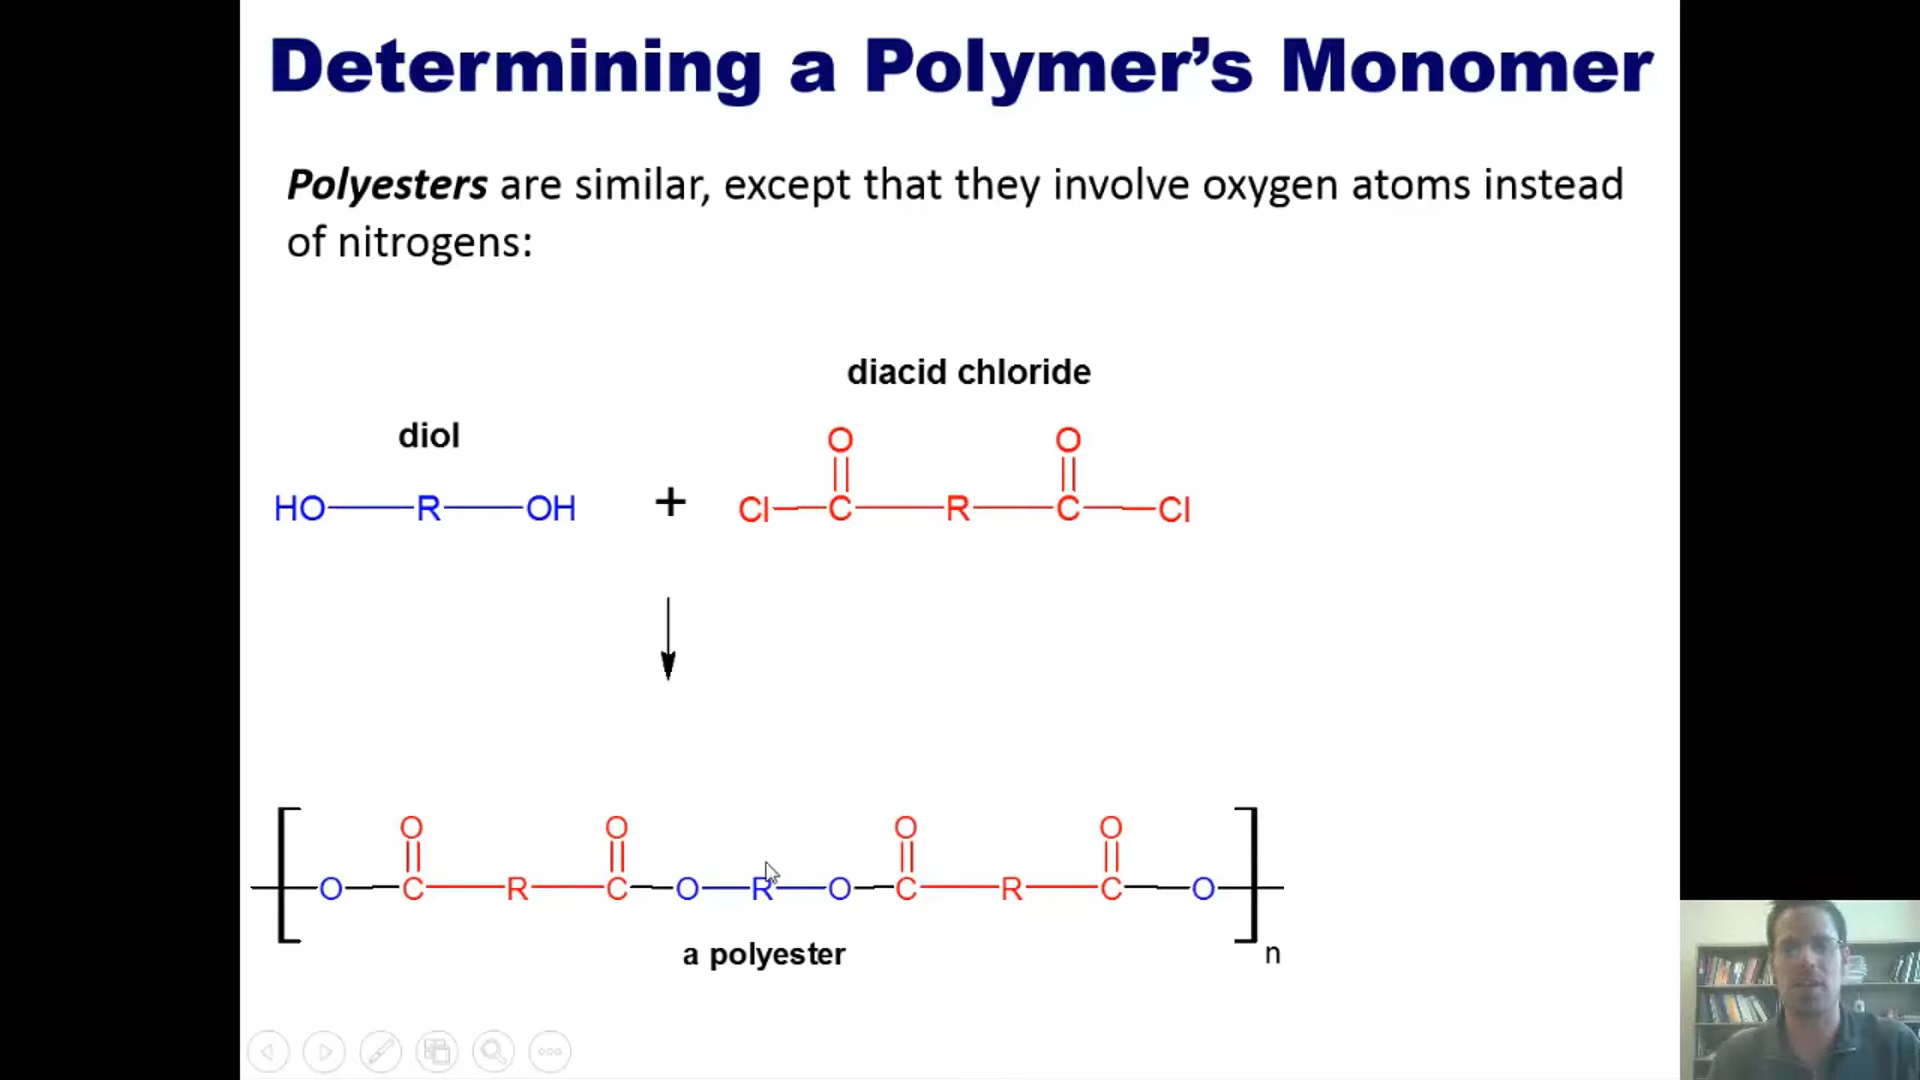 Determining a Polymer's Monomer
Polyesters are similar, except that they involve oxygen atoms instead
of nitrogens:
diacid chloride
diol
O O
HO R OH + Cl C R C Cl
O O O O
O C R C O R O C R C O
n
a polyester